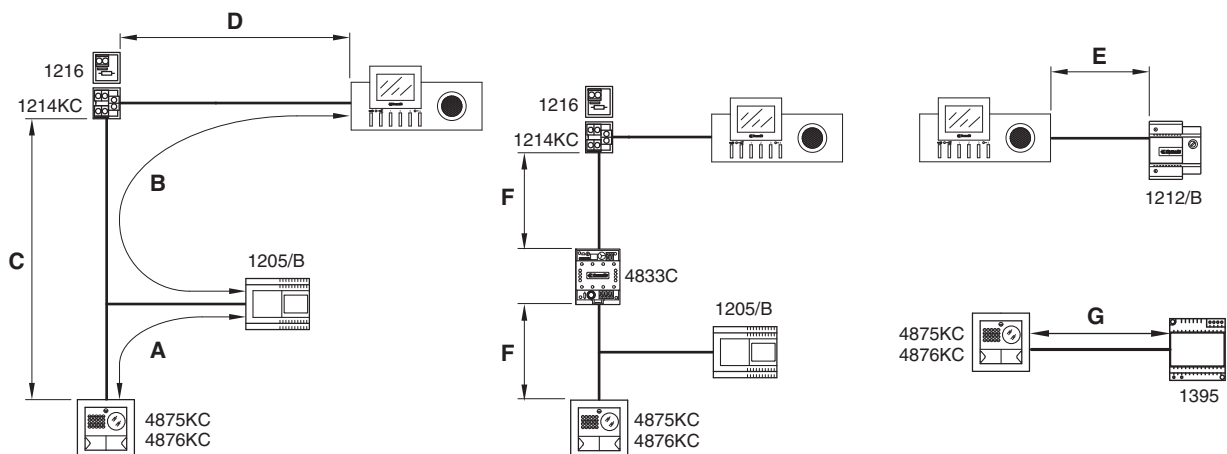 D
1216
1214KC
B
C
1205/B
A
4875KC
4876KC
1216
1214KC
F
4833C
1205/B
F
4875KC
4876KC
E
1212/B
4875KC
4876KC
G
1395